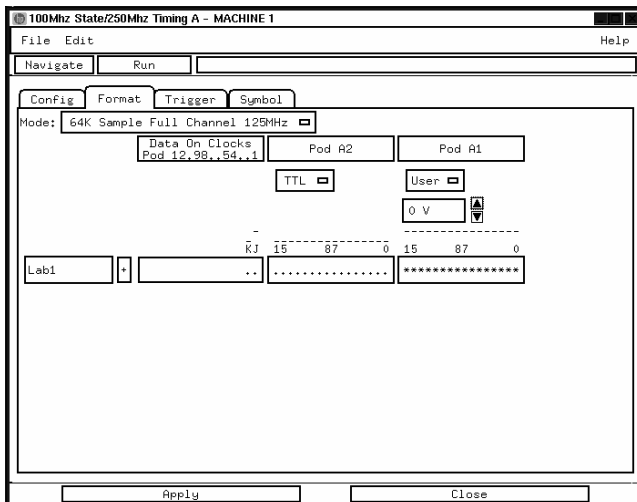 100Mhz State/250Mhz Timing A - MACHINE 1
File Edit Help
Navigate Run
Config Format Trigger Symbol
Mode: 64K Sample Full Channel 125MHz
Data On Clocks
Pod 12.98..54..1
Pod A2 Pod A1
TTL User
0 V
- ---------------- ----------------
KJ 15 87 0 15 87 0
Lab1 + .. ................ ****************
Apply Close